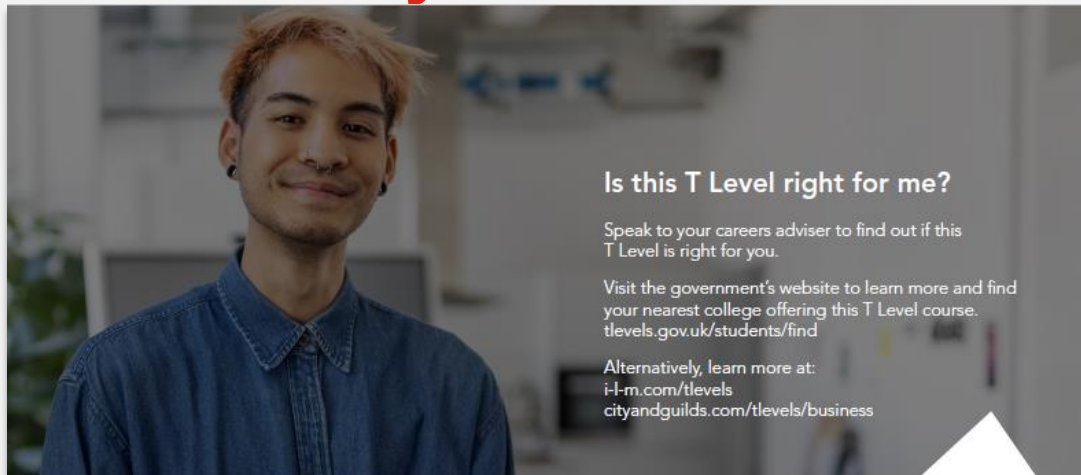 Is this T Level right for me?
Speak to your careers adviser to find out if this
T Level is right for you.
Visit the government's website to learn more and find
your nearest college offering this T Level course.
tlevels.gov.uk/students/find
Alternatively, learn more at:
i-l-m.com/tlevels
cityandguilds.com/tlevels/business